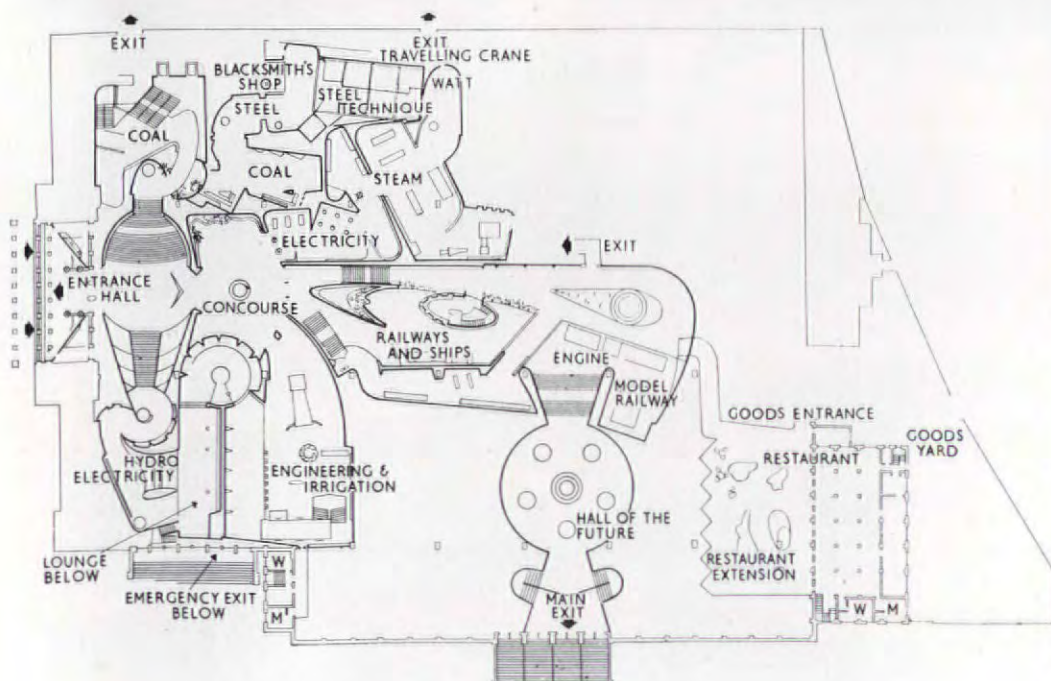 EXIT
EXIT
TRAVELLING CRANE
BLACKSMITH'S
SHOP
WATT
STEEL
TECHNIQUE
STEEL
COAL
COAL
STEAM
ELECTRICITY
EXIT
ENTRANCE
HALL
CONCOURSE
RAILWAYS
AND SHIPS
ENGINE
MODEL
RAILWAY
GOODS ENTRANCE
GOODS
YARD
RESTAURANT
HYDRO
ELECTRICITY
ENGINEERING &
IRRIGATION
HALL OF THE
FUTURE
LOUNGE
BELOW
W
RESTAURANT
EXTENSION
EMERGENCY EXIT
BELOW
M
MAIN
EXIT
W
M